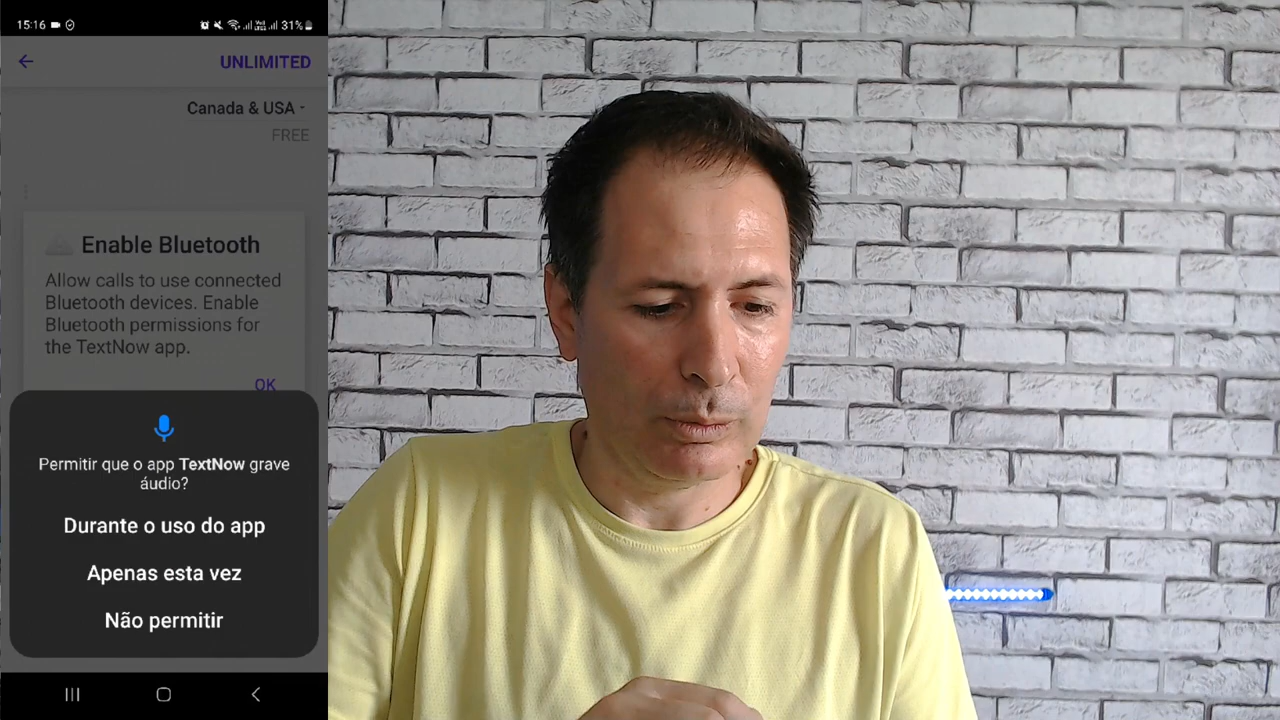 15:16
31%
UNLIMITED
Canada & USA
FREE
Enable Bluetooth
Allow calls to use connected
Bluetooth devices. Enable
Bluetooth permissions for
the TextNow app.
OK
Permitir que o app TextNow grave
áudio?
Durante o uso do app
Apenas esta vez
Não permitir